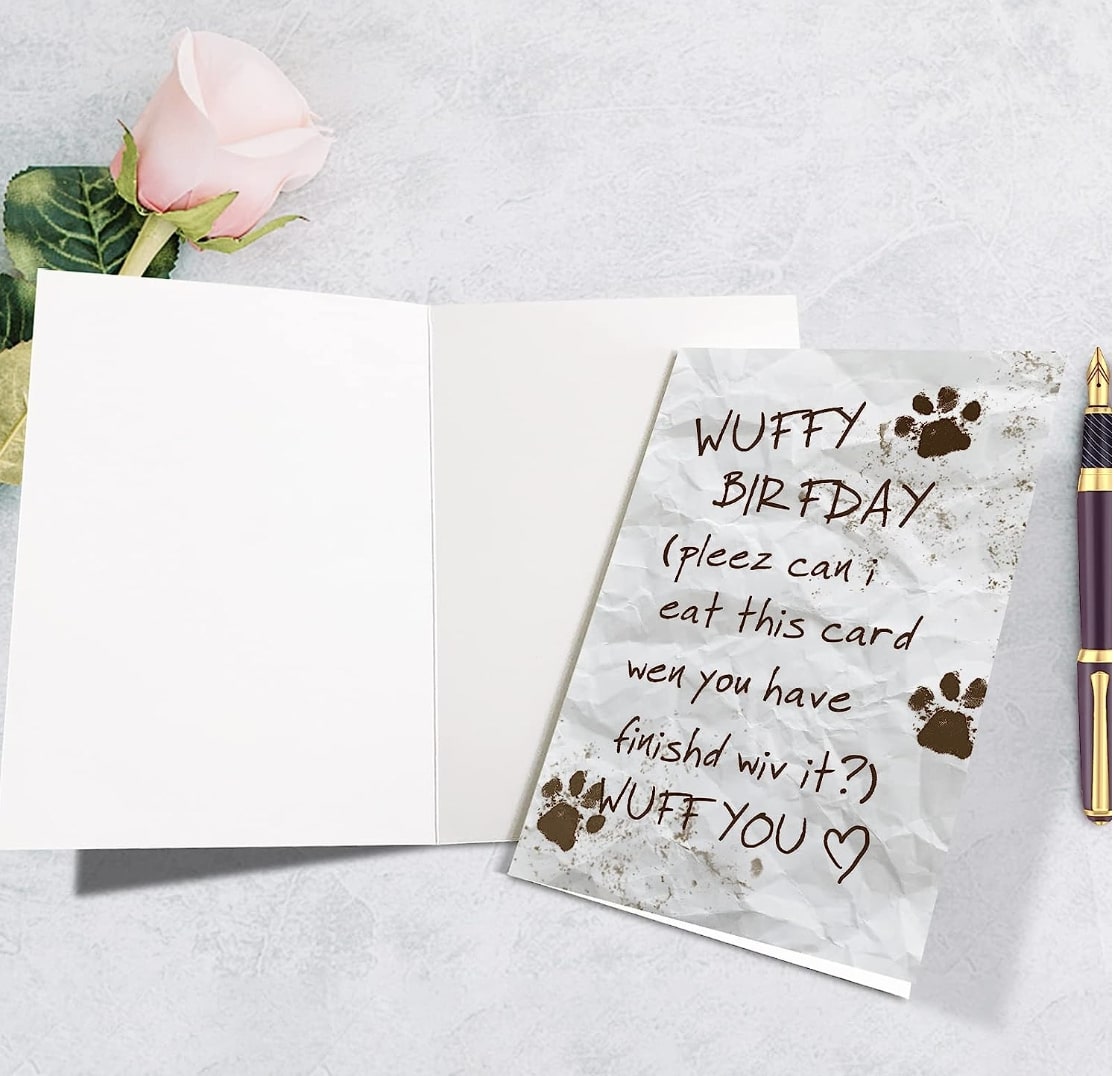 WUFFY
BIRFDAY
(pleez can i
eat this card
wen you have
finishd wiv it?)
WUFF YOU ♡